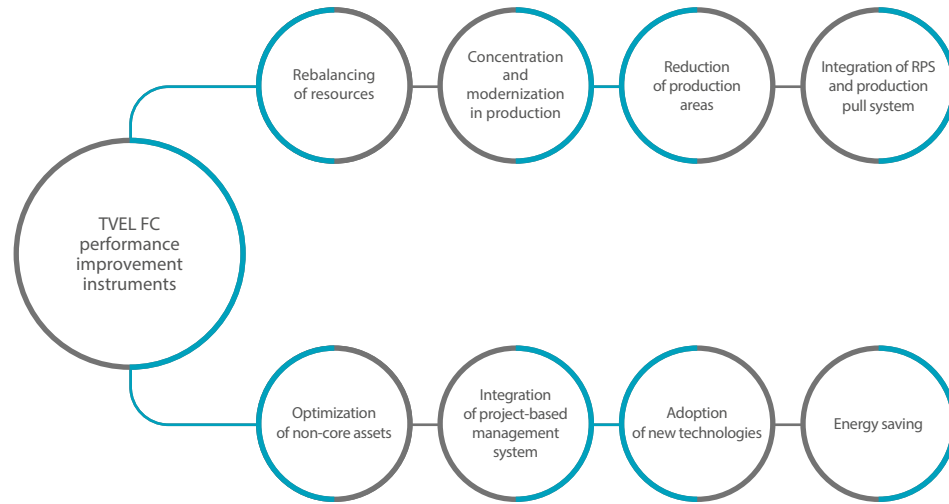 TVEL FC
performance
improvement
instruments
Rebalancing
of resources
Concentration
and
modernization
in production
Reduction
of production
areas
Integration of RPS
and production
pull system
Optimization
of non-core assets
Integration
of project-based
management
system
Adoption
of new technologies
Energy saving